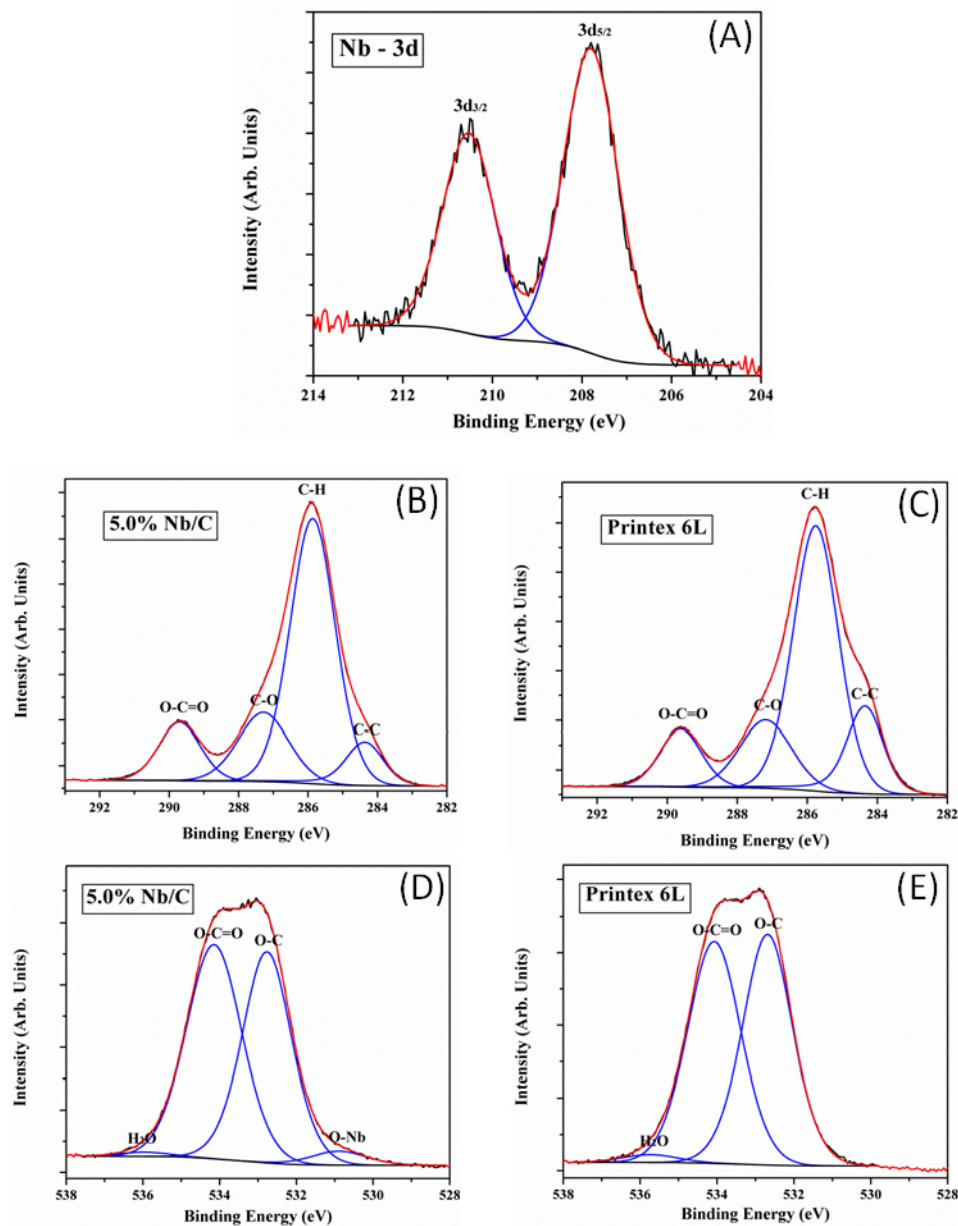 (A)
Nb - 3d
3d5/2
3d3/2
Intensity (Arb. Units)
214 212 210 208 206 204
Binding Energy (eV)
(B)
5.0% Nb/C
C-H
O-C=O
C-O
C-C
Intensity (Arb. Units)
292 290 288 286 284 282
Binding Energy (eV)
(C)
Printex 6L
C-H
O-C=O
C-O
C-C
Intensity (Arb. Units)
292 290 288 286 284 282
Binding Energy (eV)
(D)
5.0% Nb/C
O-C=O
O-C
H2O
O-Nb
Intensity (Arb. Units)
538 536 534 532 530 528
Binding Energy (eV)
(E)
Printex 6L
O-C=O
O-C
H2O
Intensity (Arb. Units)
538 536 534 532 530 528
Binding Energy (eV)